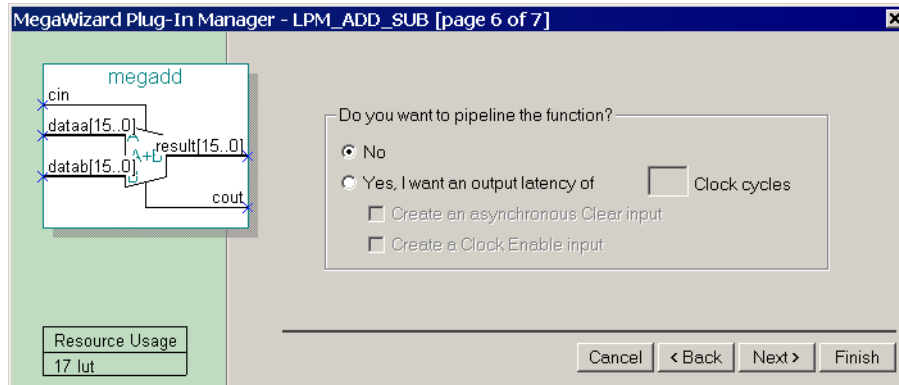 MegaWizard Plug-In Manager - LPM_ADD_SUB [page 6 of 7]
megadd
cin
dataa[15..0]
A
result[15..0]
A+B
datab[15..0]
B
cout
Do you want to pipeline the function?
No
Yes, I want an output latency of Clock cycles
Create an asynchronous Clear input
Create a Clock Enable input
Resource Usage
17 lut
Cancel < Back Next > Finish